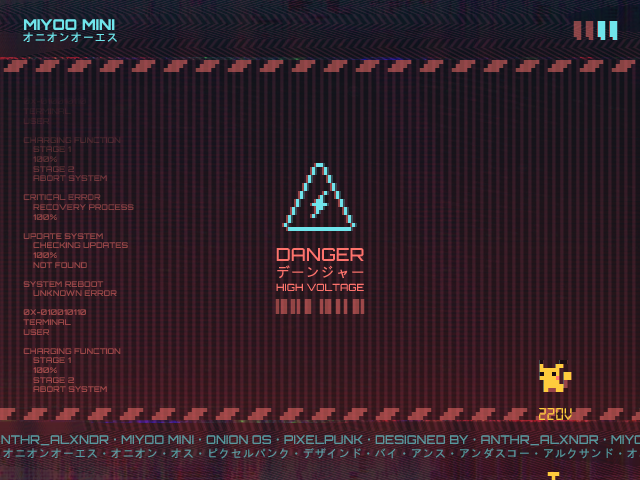 MIYOO MINI
オニオンオーエス
TERMINAL
USER
CHARGING FUNCTION
STAGE 1
100%
STAGE 2
ABORT SYSTEM
CRITICAL ERROR
RECOVERY PROCESS
100%
UPDATE SYSTEM
CHECKING UPDATES
100%
NOT FOUND
SYSTEM REBOOT
UNKNOWN ERROR
0X-010010110
TERMINAL
USER
CHARGING FUNCTION
STAGE 1
100%
STAGE 2
ABORT SYSTEM
DANGER
デーンジャー
HIGH VOLTAGE
220V
ANTHR_ALXNDR · MIYOO MINI · ONION OS · PIXELPUNK · DESIGNED BY · ANTHR_ALXNDR · MIYO
オニオンオーエス・オニオン・オス・ピクセルパンク・デザインド・バイ・アンス・アンダスコー・アルクサンド・オ